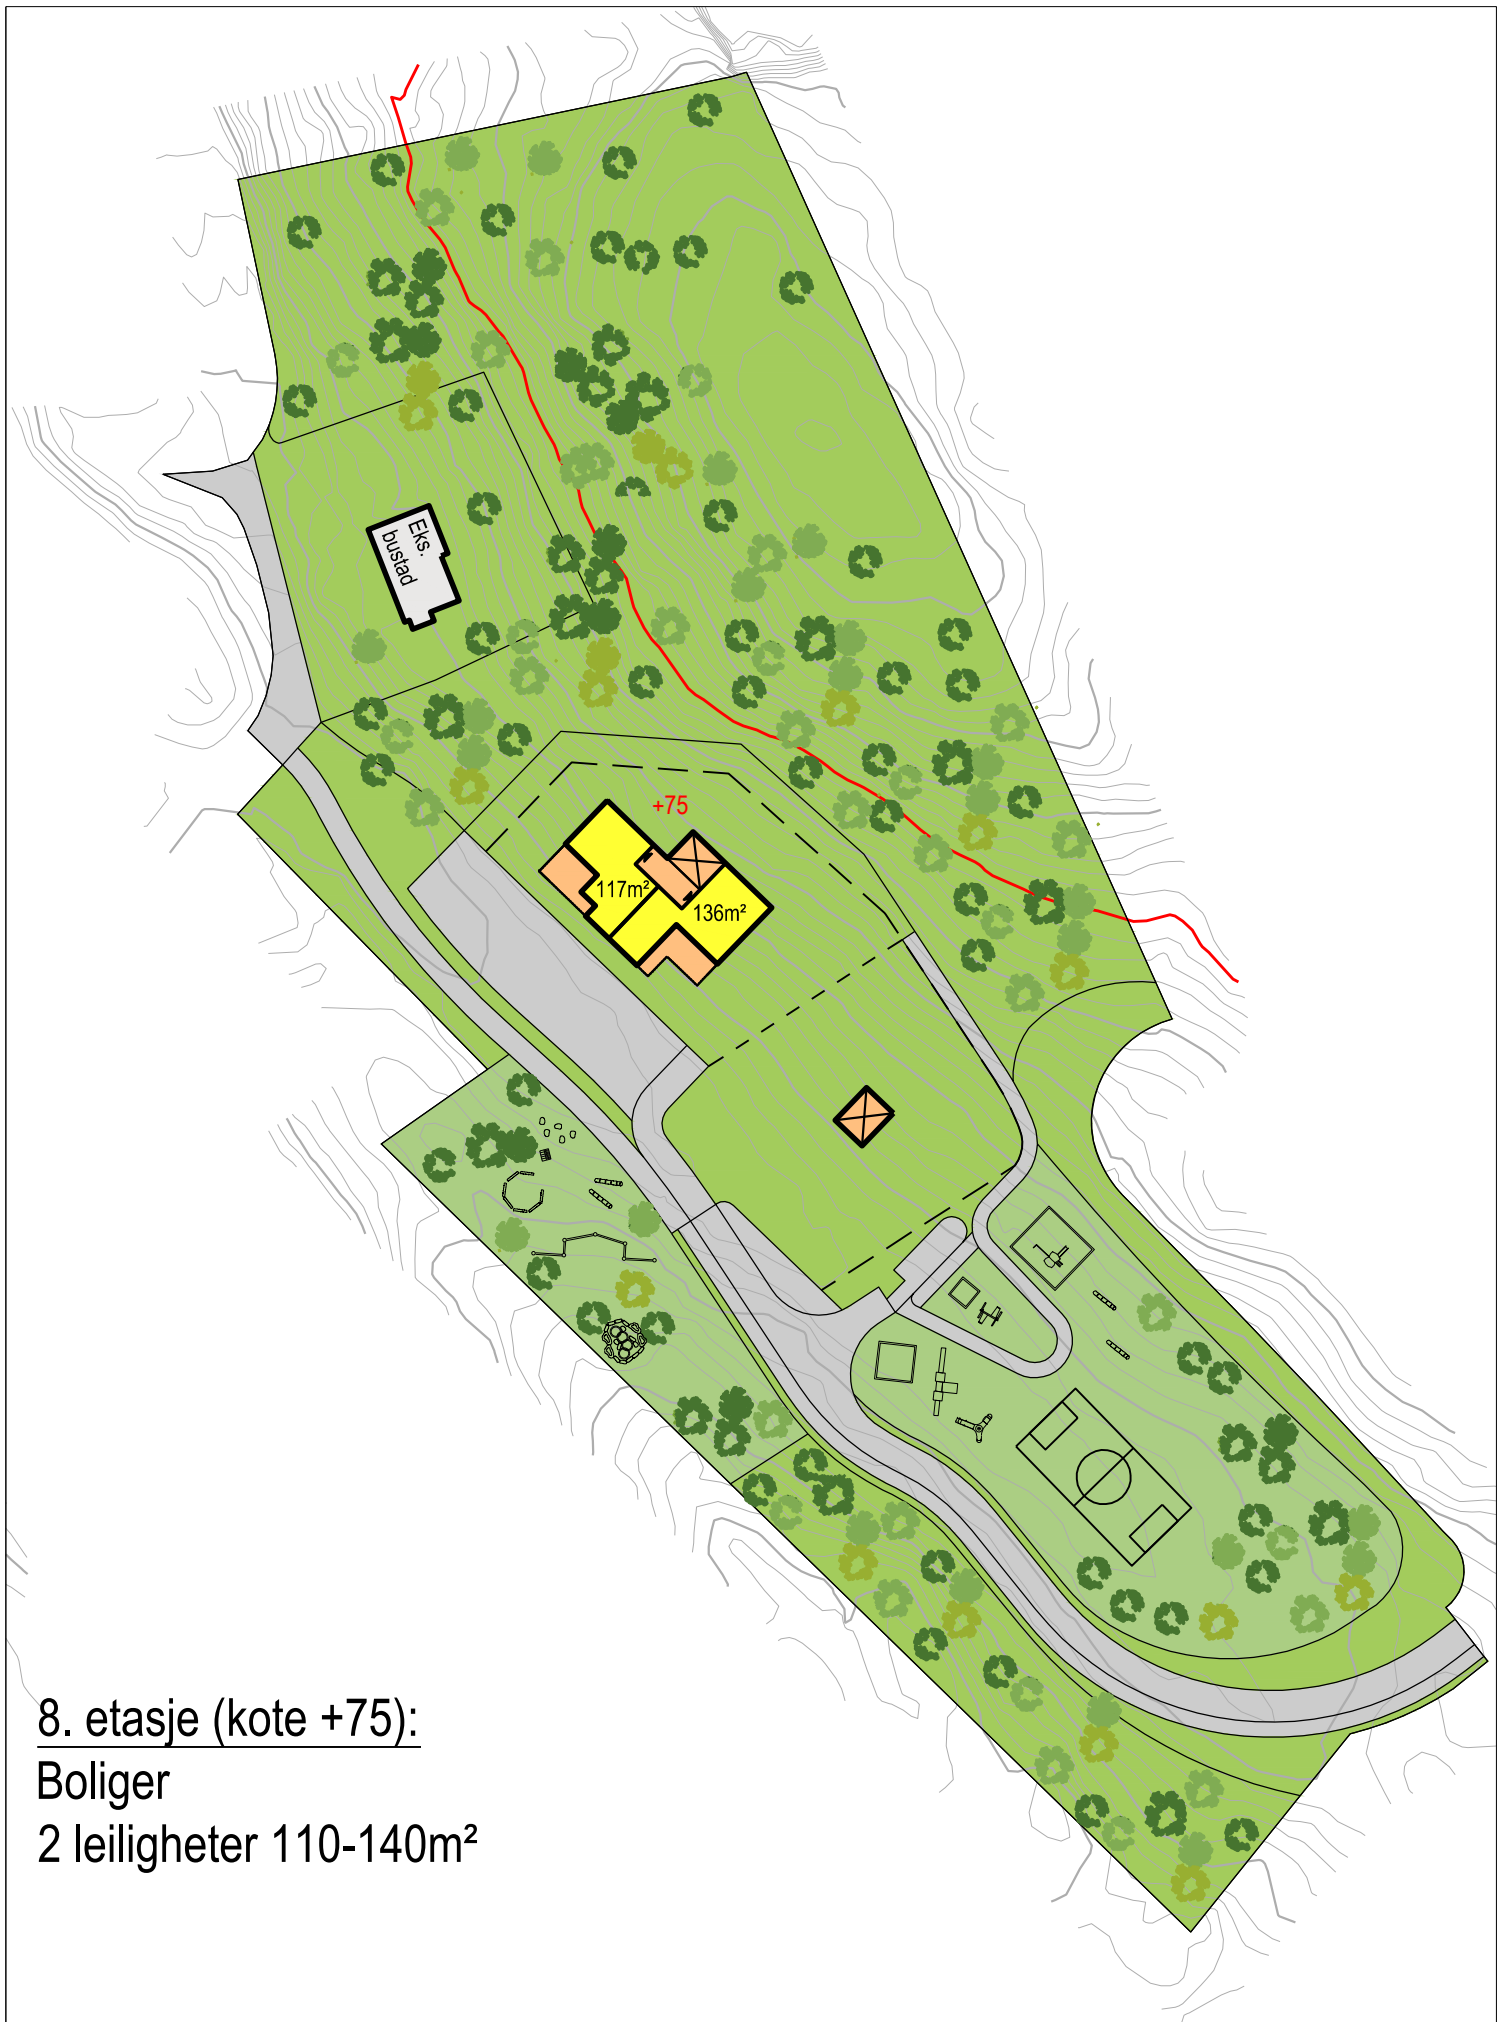 Eks.
bustad
+75
117m²
136m²
8. etasje (kote +75):
Boliger
2 leiligheter 110-140m²